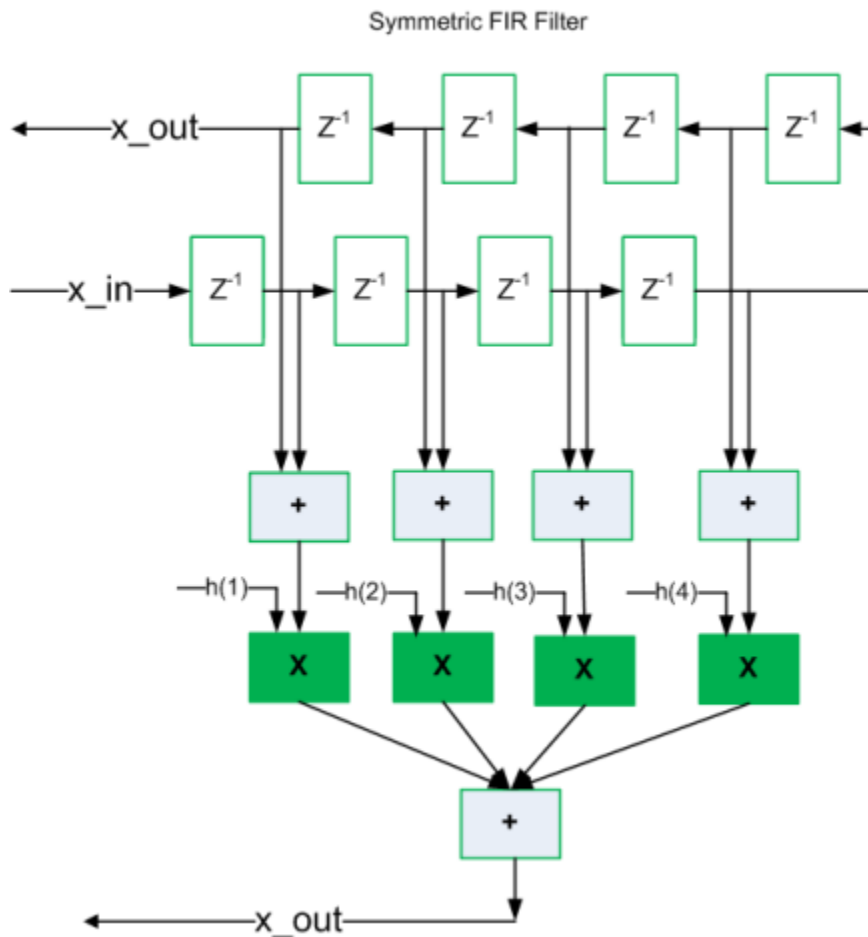 Symmetric FIR Filter
x_out Z⁻¹ Z⁻¹ Z⁻¹ Z⁻¹
x_in Z⁻¹ Z⁻¹ Z⁻¹ Z⁻¹
+ + + +
h(1) h(2) h(3) h(4)
X X X X
+
x_out